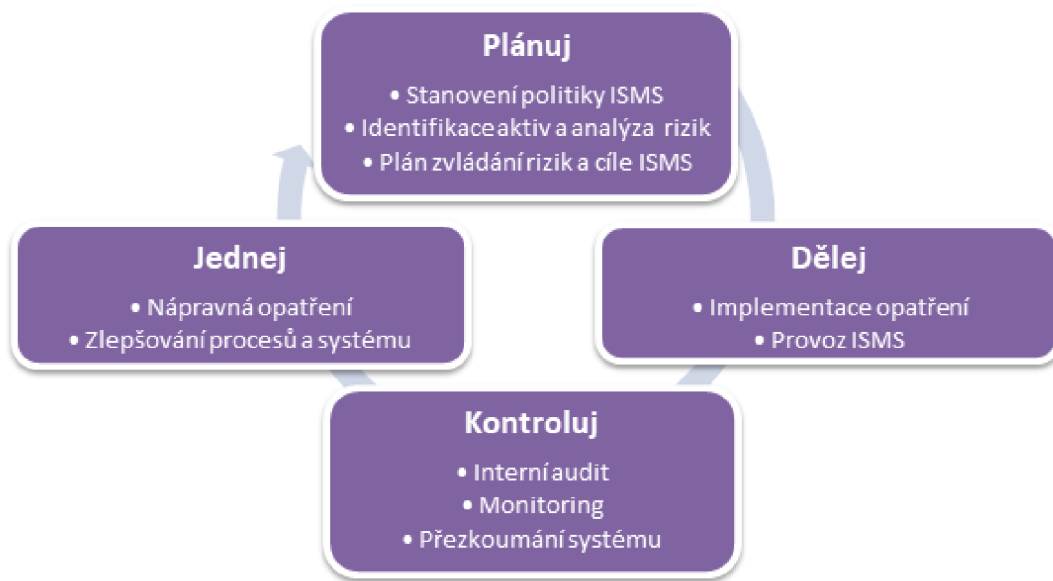 Plánuj
• Stanovení politiky ISMS
• Identifikace aktiv a analýza rizik
• Plán zvládání rizik a cíle ISMS
Jednej
• Nápravná opatření
• Zlepšování procesů a systému
Dělej
• Implementace opatření
• Provoz ISMS
Kontroluj
• Interní audit
• Monitoring
• Přezkoumání systému